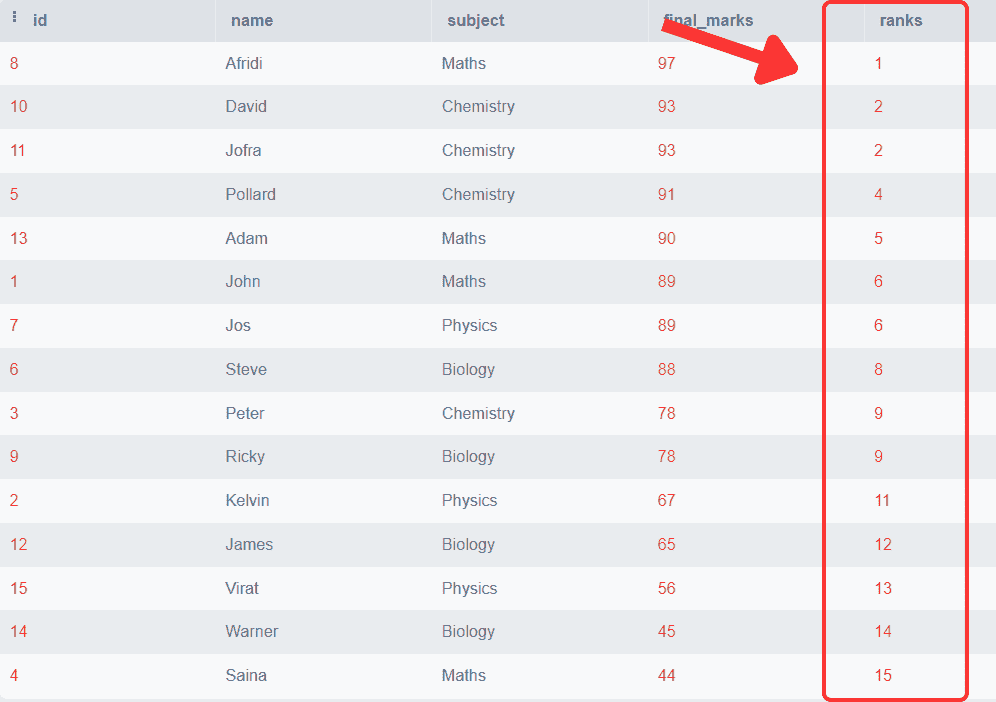 id name subject final_marks ranks
8 Afridi Maths 97 1
10 David Chemistry 93 2
11 Jofra Chemistry 93 2
5 Pollard Chemistry 91 4
13 Adam Maths 90 5
1 John Maths 89 6
7 Jos Physics 89 6
6 Steve Biology 88 8
3 Peter Chemistry 78 9
9 Ricky Biology 78 9
2 Kelvin Physics 67 11
12 James Biology 65 12
15 Virat Physics 56 13
14 Warner Biology 45 14
4 Saina Maths 44 15